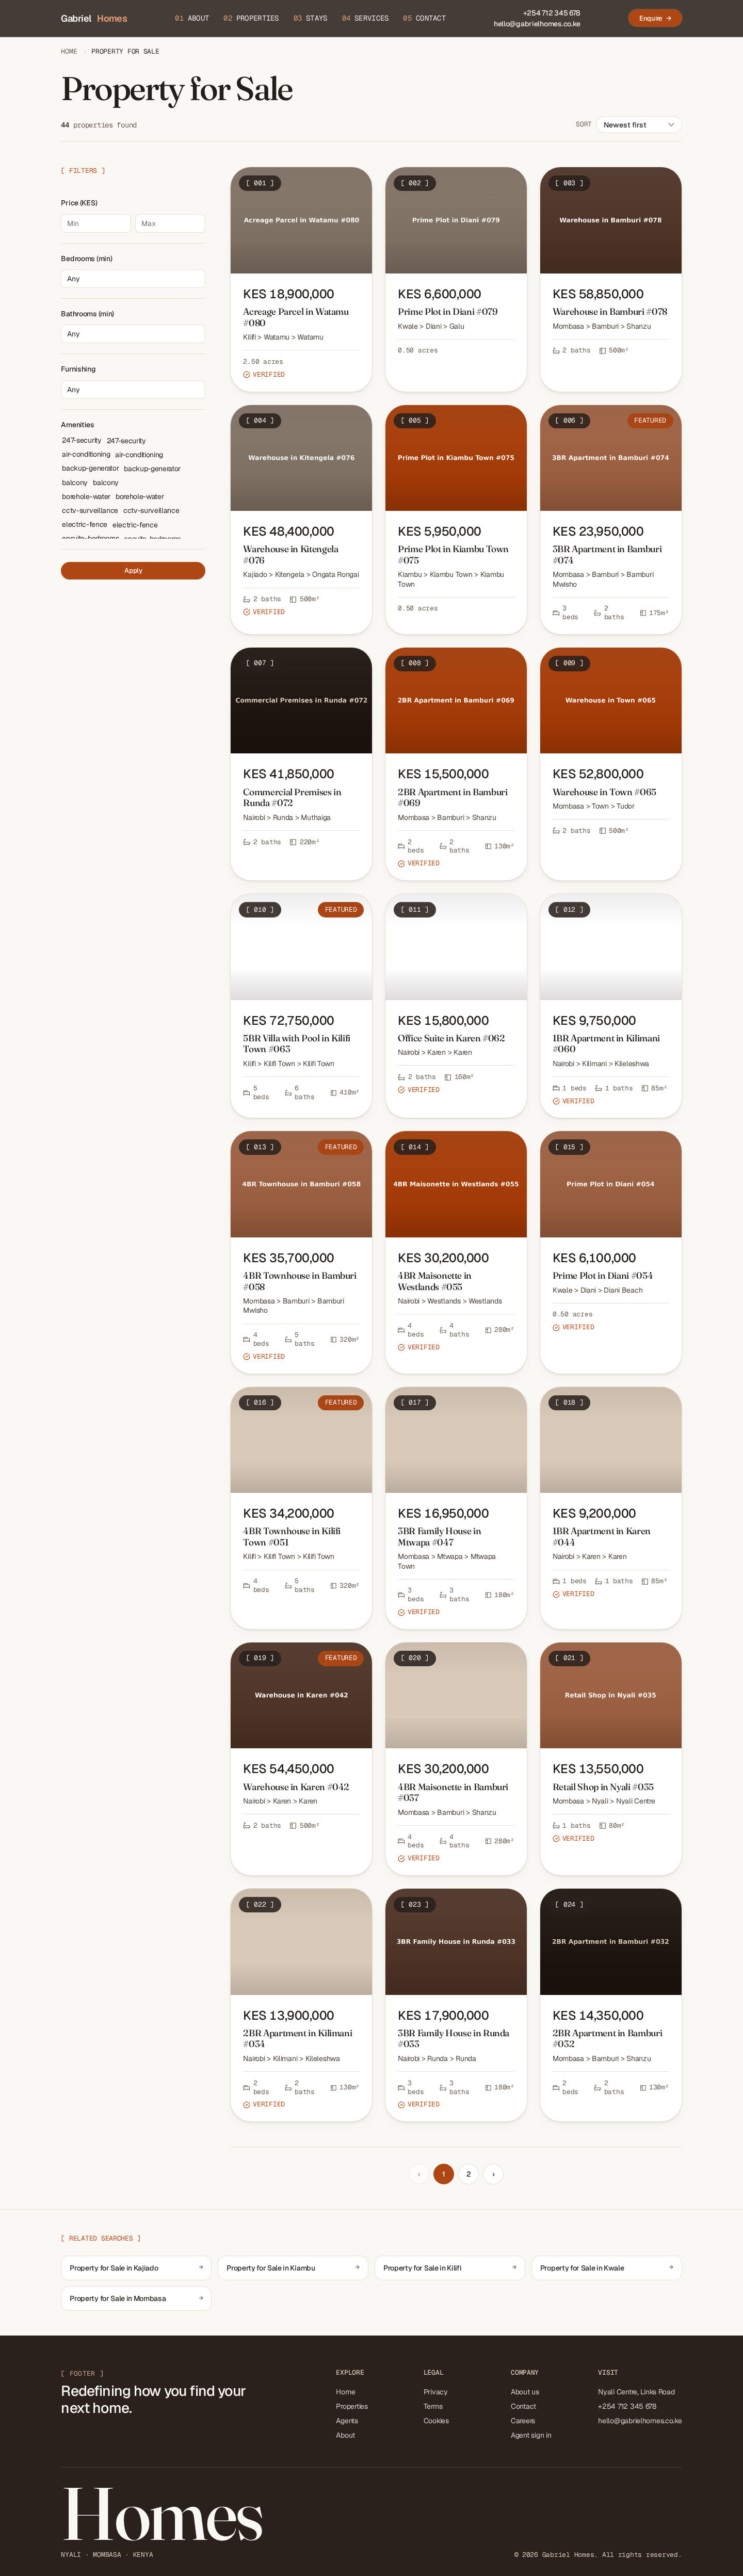 Gabriel Homes
01 ABOUT 02 PROPERTIES 03 STAYS 04 SERVICES 05 CONTACT
+254 712 345 678
hello@gabrielhomes.co.ke
Enquire →
HOME › PROPERTY FOR SALE
Property for Sale
44 properties found
SORT Newest first
[ FILTERS ]
Price (KES)
Min Max
Bedrooms (min)
Any
Bathrooms (min)
Any
Furnishing
Any
Amenities
247-security 247-security
air-conditioning air-conditioning
backup-generator backup-generator
balcony balcony
borehole-water borehole-water
cctv-surveillance cctv-surveillance
electric-fence electric-fence
Apply
[ 001 ]
Acreage Parcel in Watamu #080
KES 18,900,000
Acreage Parcel in Watamu
#080
Kilifi > Watamu > Watamu
2.50 acres
VERIFIED
[ 002 ]
Prime Plot in Diani #079
KES 6,600,000
Prime Plot in Diani #079
Kwale > Diani > Galu
0.50 acres
[ 003 ]
Warehouse in Bamburi #078
KES 58,850,000
Warehouse in Bamburi #078
Mombasa > Bamburi > Shanzu
2 baths 500m²
[ 004 ]
Warehouse in Kitengela #076
KES 48,400,000
Warehouse in Kitengela
#076
Kajiado > Kitengela > Ongata Rongai
2 baths 500m²
VERIFIED
[ 005 ]
Prime Plot in Kiambu Town #075
KES 5,950,000
Prime Plot in Kiambu Town
#075
Kiambu > Kiambu Town > Kiambu
Town
0.50 acres
[ 006 ] FEATURED
3BR Apartment in Bamburi #074
KES 23,950,000
3BR Apartment in Bamburi
#074
Mombasa > Bamburi > Bamburi
Mwisho
3 beds 2 baths 175m²
[ 007 ]
Commercial Premises in Runda #072
KES 41,850,000
Commercial Premises in
Runda #072
Nairobi > Runda > Muthaiga
2 baths 220m²
[ 008 ]
2BR Apartment in Bamburi #069
KES 15,500,000
2BR Apartment in Bamburi
#069
Mombasa > Bamburi > Shanzu
2 beds 2 baths 130m²
VERIFIED
[ 009 ]
Warehouse in Town #065
KES 52,800,000
Warehouse in Town #065
Mombasa > Town > Tudor
2 baths 500m²
[ 010 ] FEATURED
KES 72,750,000
5BR Villa with Pool in Kilifi
Town #063
Kilifi > Kilifi Town > Kilifi Town
5 beds 6 baths 410m²
[ 011 ]
KES 15,800,000
Office Suite in Karen #062
Nairobi > Karen > Karen
2 baths 160m²
VERIFIED
[ 012 ]
KES 9,750,000
1BR Apartment in Kilimani
#060
Nairobi > Kilimani > Kileleshwa
1 beds 1 baths 85m²
VERIFIED
[ 013 ] FEATURED
4BR Townhouse in Bamburi #058
KES 35,700,000
4BR Townhouse in Bamburi
#058
Mombasa > Bamburi > Bamburi
Mwisho
4 beds 5 baths 320m²
VERIFIED
[ 014 ]
4BR Maisonette in Westlands #055
KES 30,200,000
4BR Maisonette in
Westlands #055
Nairobi > Westlands > Westlands
4 beds 4 baths 280m²
VERIFIED
[ 015 ]
Prime Plot in Diani #054
KES 6,100,000
Prime Plot in Diani #054
Kwale > Diani > Diani Beach
0.50 acres
VERIFIED
[ 016 ] FEATURED
KES 34,200,000
4BR Townhouse in Kilifi
Town #051
Kilifi > Kilifi Town > Kilifi Town
4 beds 5 baths 320m²
[ 017 ]
KES 16,950,000
3BR Family House in
Mtwapa #047
Mombasa > Mtwapa > Mtwapa
Town
3 beds 3 baths 180m²
VERIFIED
[ 018 ]
KES 9,200,000
1BR Apartment in Karen
#044
Nairobi > Karen > Karen
1 beds 1 baths 85m²
VERIFIED
[ 019 ] FEATURED
Warehouse in Karen #042
KES 54,450,000
Warehouse in Karen #042
Nairobi > Karen > Karen
2 baths 500m²
[ 020 ]
KES 30,200,000
4BR Maisonette in Bamburi
#037
Mombasa > Bamburi > Shanzu
4 beds 4 baths 280m²
VERIFIED
[ 021 ]
Retail Shop in Nyali #035
KES 13,550,000
Retail Shop in Nyali #035
Mombasa > Nyali > Nyali Centre
1 baths 80m²
VERIFIED
[ 022 ]
KES 13,900,000
2BR Apartment in Kilimani
#034
Nairobi > Kilimani > Kileleshwa
2 beds 2 baths 130m²
VERIFIED
[ 023 ]
3BR Family House in Runda #033
KES 17,900,000
3BR Family House in Runda
#033
Nairobi > Runda > Runda
3 beds 3 baths 180m²
VERIFIED
[ 024 ]
2BR Apartment in Bamburi #032
KES 14,350,000
2BR Apartment in Bamburi
#032
Mombasa > Bamburi > Shanzu
2 beds 2 baths 130m²
‹ 1 2 ›
[ RELATED SEARCHES ]
Property for Sale in Kajiado →
Property for Sale in Kiambu →
Property for Sale in Kilifi →
Property for Sale in Kwale →
Property for Sale in Mombasa →
[ FOOTER ]
Redefining how you find your
next home.
EXPLORE
Home
Properties
Agents
About
LEGAL
Privacy
Terms
Cookies
COMPANY
About us
Contact
Careers
Agent sign in
VISIT
Nyali Centre, Links Road
+254 712 345 678
hello@gabrielhomes.co.ke
Homes
NYALI · MOMBASA · KENYA
© 2026 Gabriel Homes. All rights reserved.